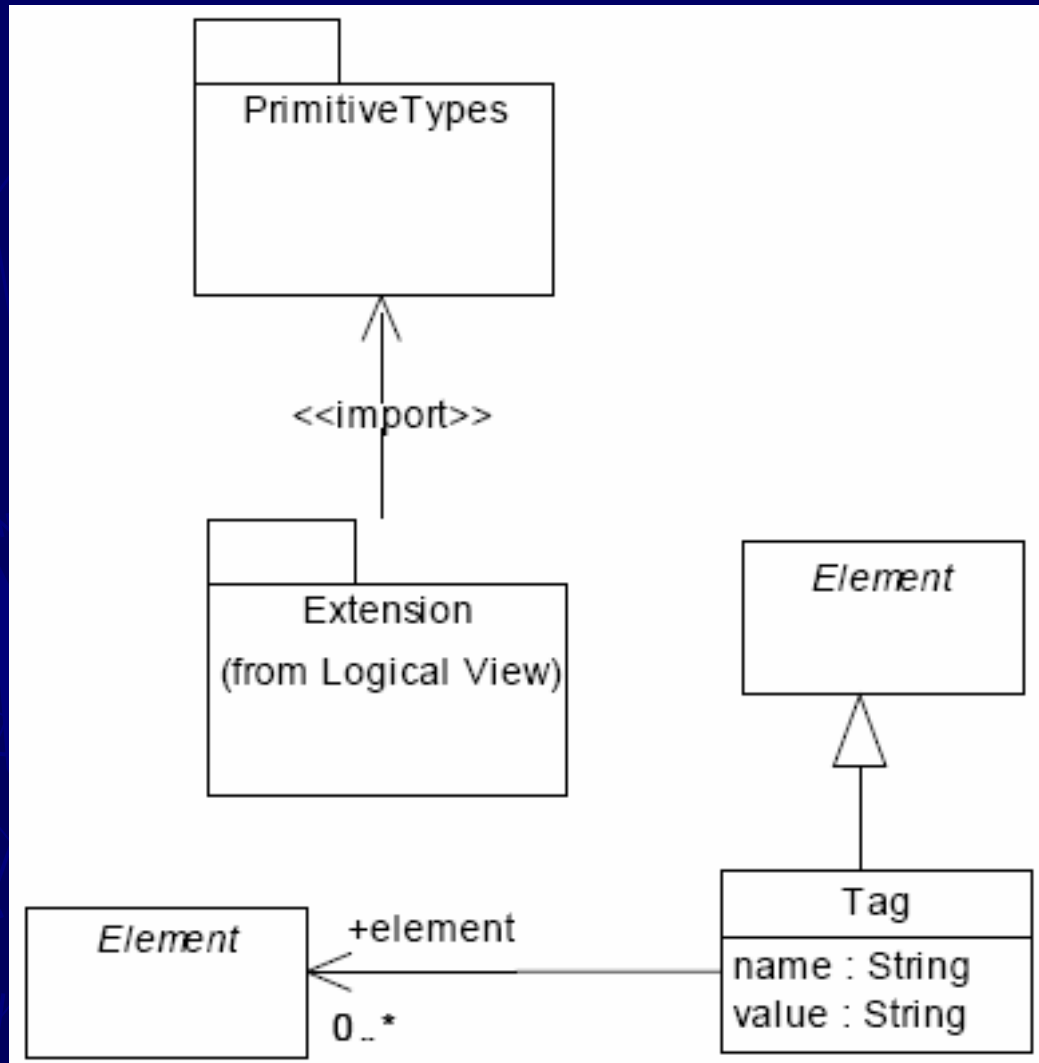 PrimitiveTypes
<<import>>
Extension
(from Logical View)
Element
Tag
name : String
value : String
Element
+element
0..*